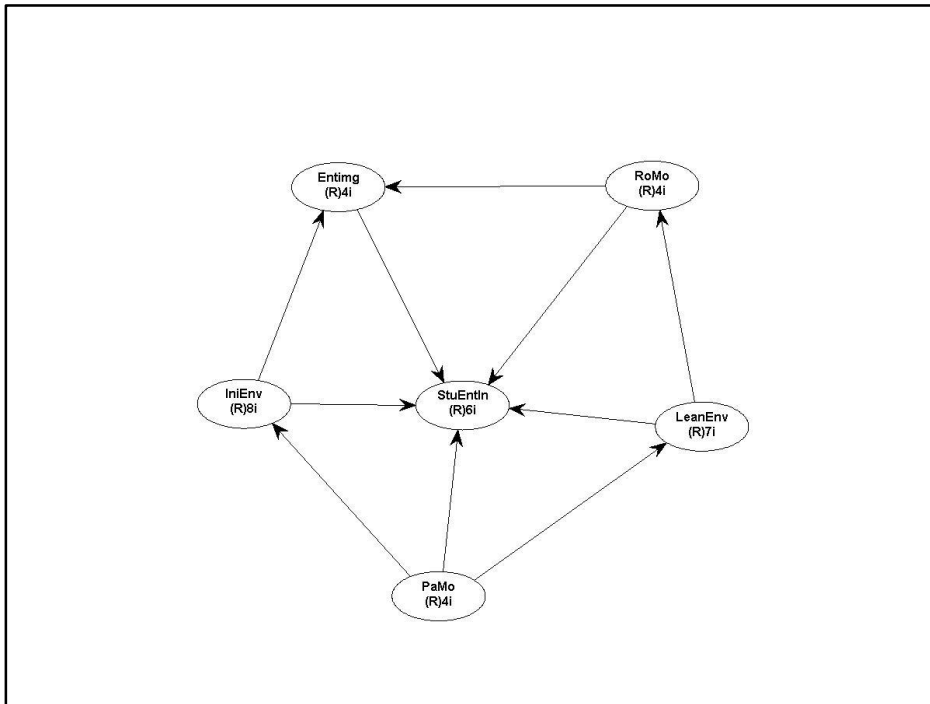 Entimg
(R)4i
RoMo
(R)4i
IniEnv
(R)8i
StuEntIn
(R)6i
LeanEnv
(R)7i
PaMo
(R)4i